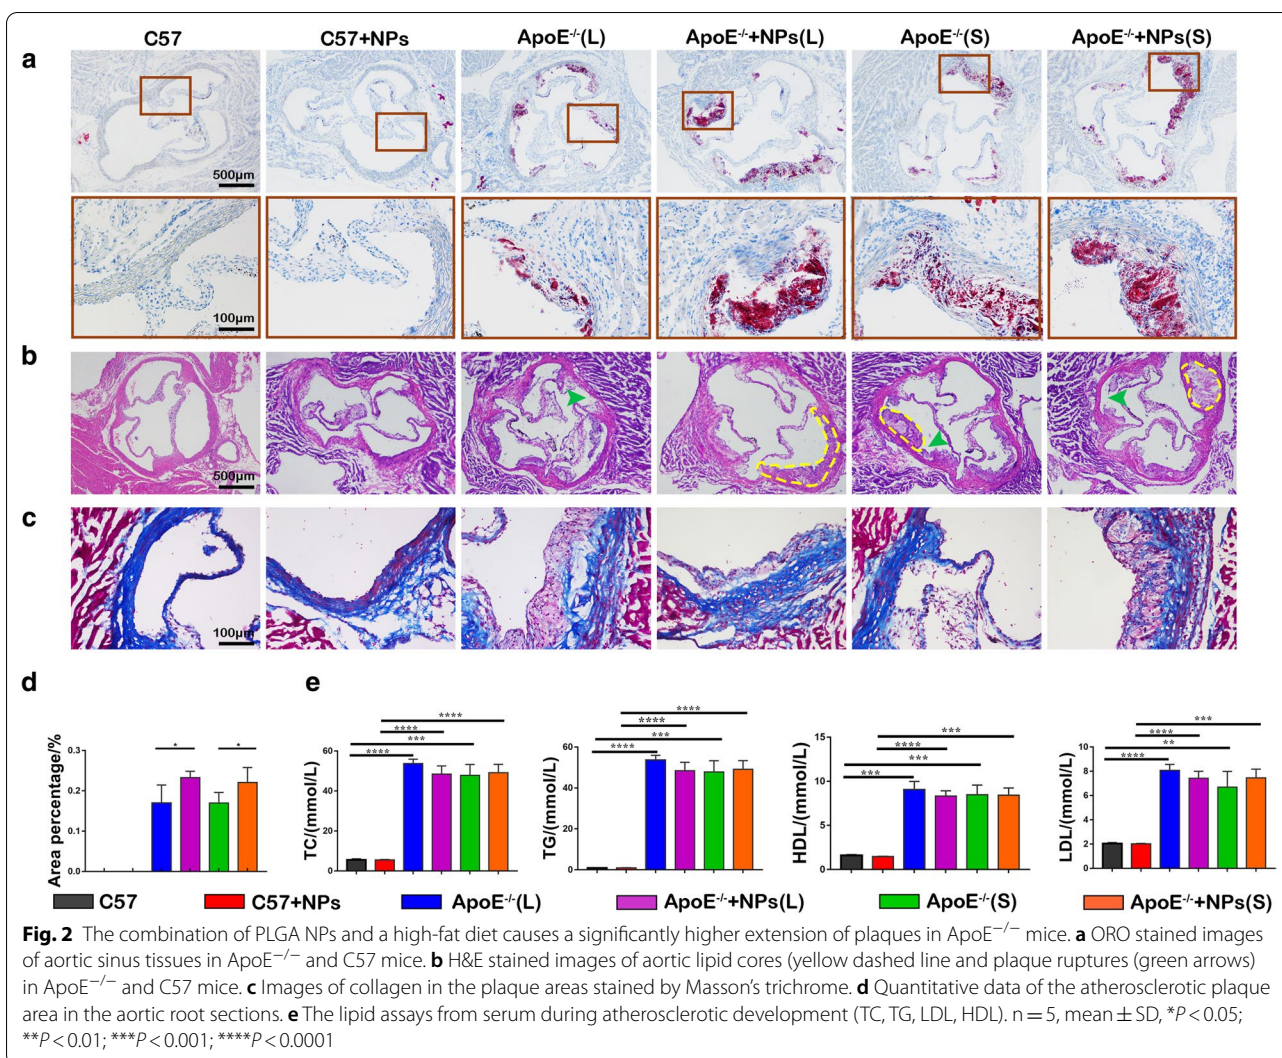 C57 C57+NPs ApoE-/-(L) ApoE-/-+NPs(L) ApoE-/-(S) ApoE-/-+NPs(S)
a
500μm
100μm
b
500μm
c
100μm
d e
Area percentage/%
0.3
0.2
0.1
0.0
* *
TC/(mmol/L)
60
40
20
0
****
****
***
****
TG/(mmol/L)
60
40
20
0
****
****
***
****
HDL/(mmol/L)
15
10
5
0
***
****
***
***
LDL/(mmol/L)
10
8
6
4
2
0
***
****
**
****
C57 C57+NPs ApoE-/-(L) ApoE-/-+NPs(L) ApoE-/-(S) ApoE-/-+NPs(S)
Fig. 2 The combination of PLGA NPs and a high-fat diet causes a significantly higher extension of plaques in ApoE−/− mice. a ORO stained images
of aortic sinus tissues in ApoE−/− and C57 mice. b H&E stained images of aortic lipid cores (yellow dashed line and plaque ruptures (green arrows)
in ApoE−/− and C57 mice. c Images of collagen in the plaque areas stained by Masson's trichrome. d Quantitative data of the atherosclerotic plaque
area in the aortic root sections. e The lipid assays from serum during atherosclerotic development (TC, TG, LDL, HDL). n = 5, mean ± SD, *P < 0.05;
**P < 0.01; ***P < 0.001; ****P < 0.0001